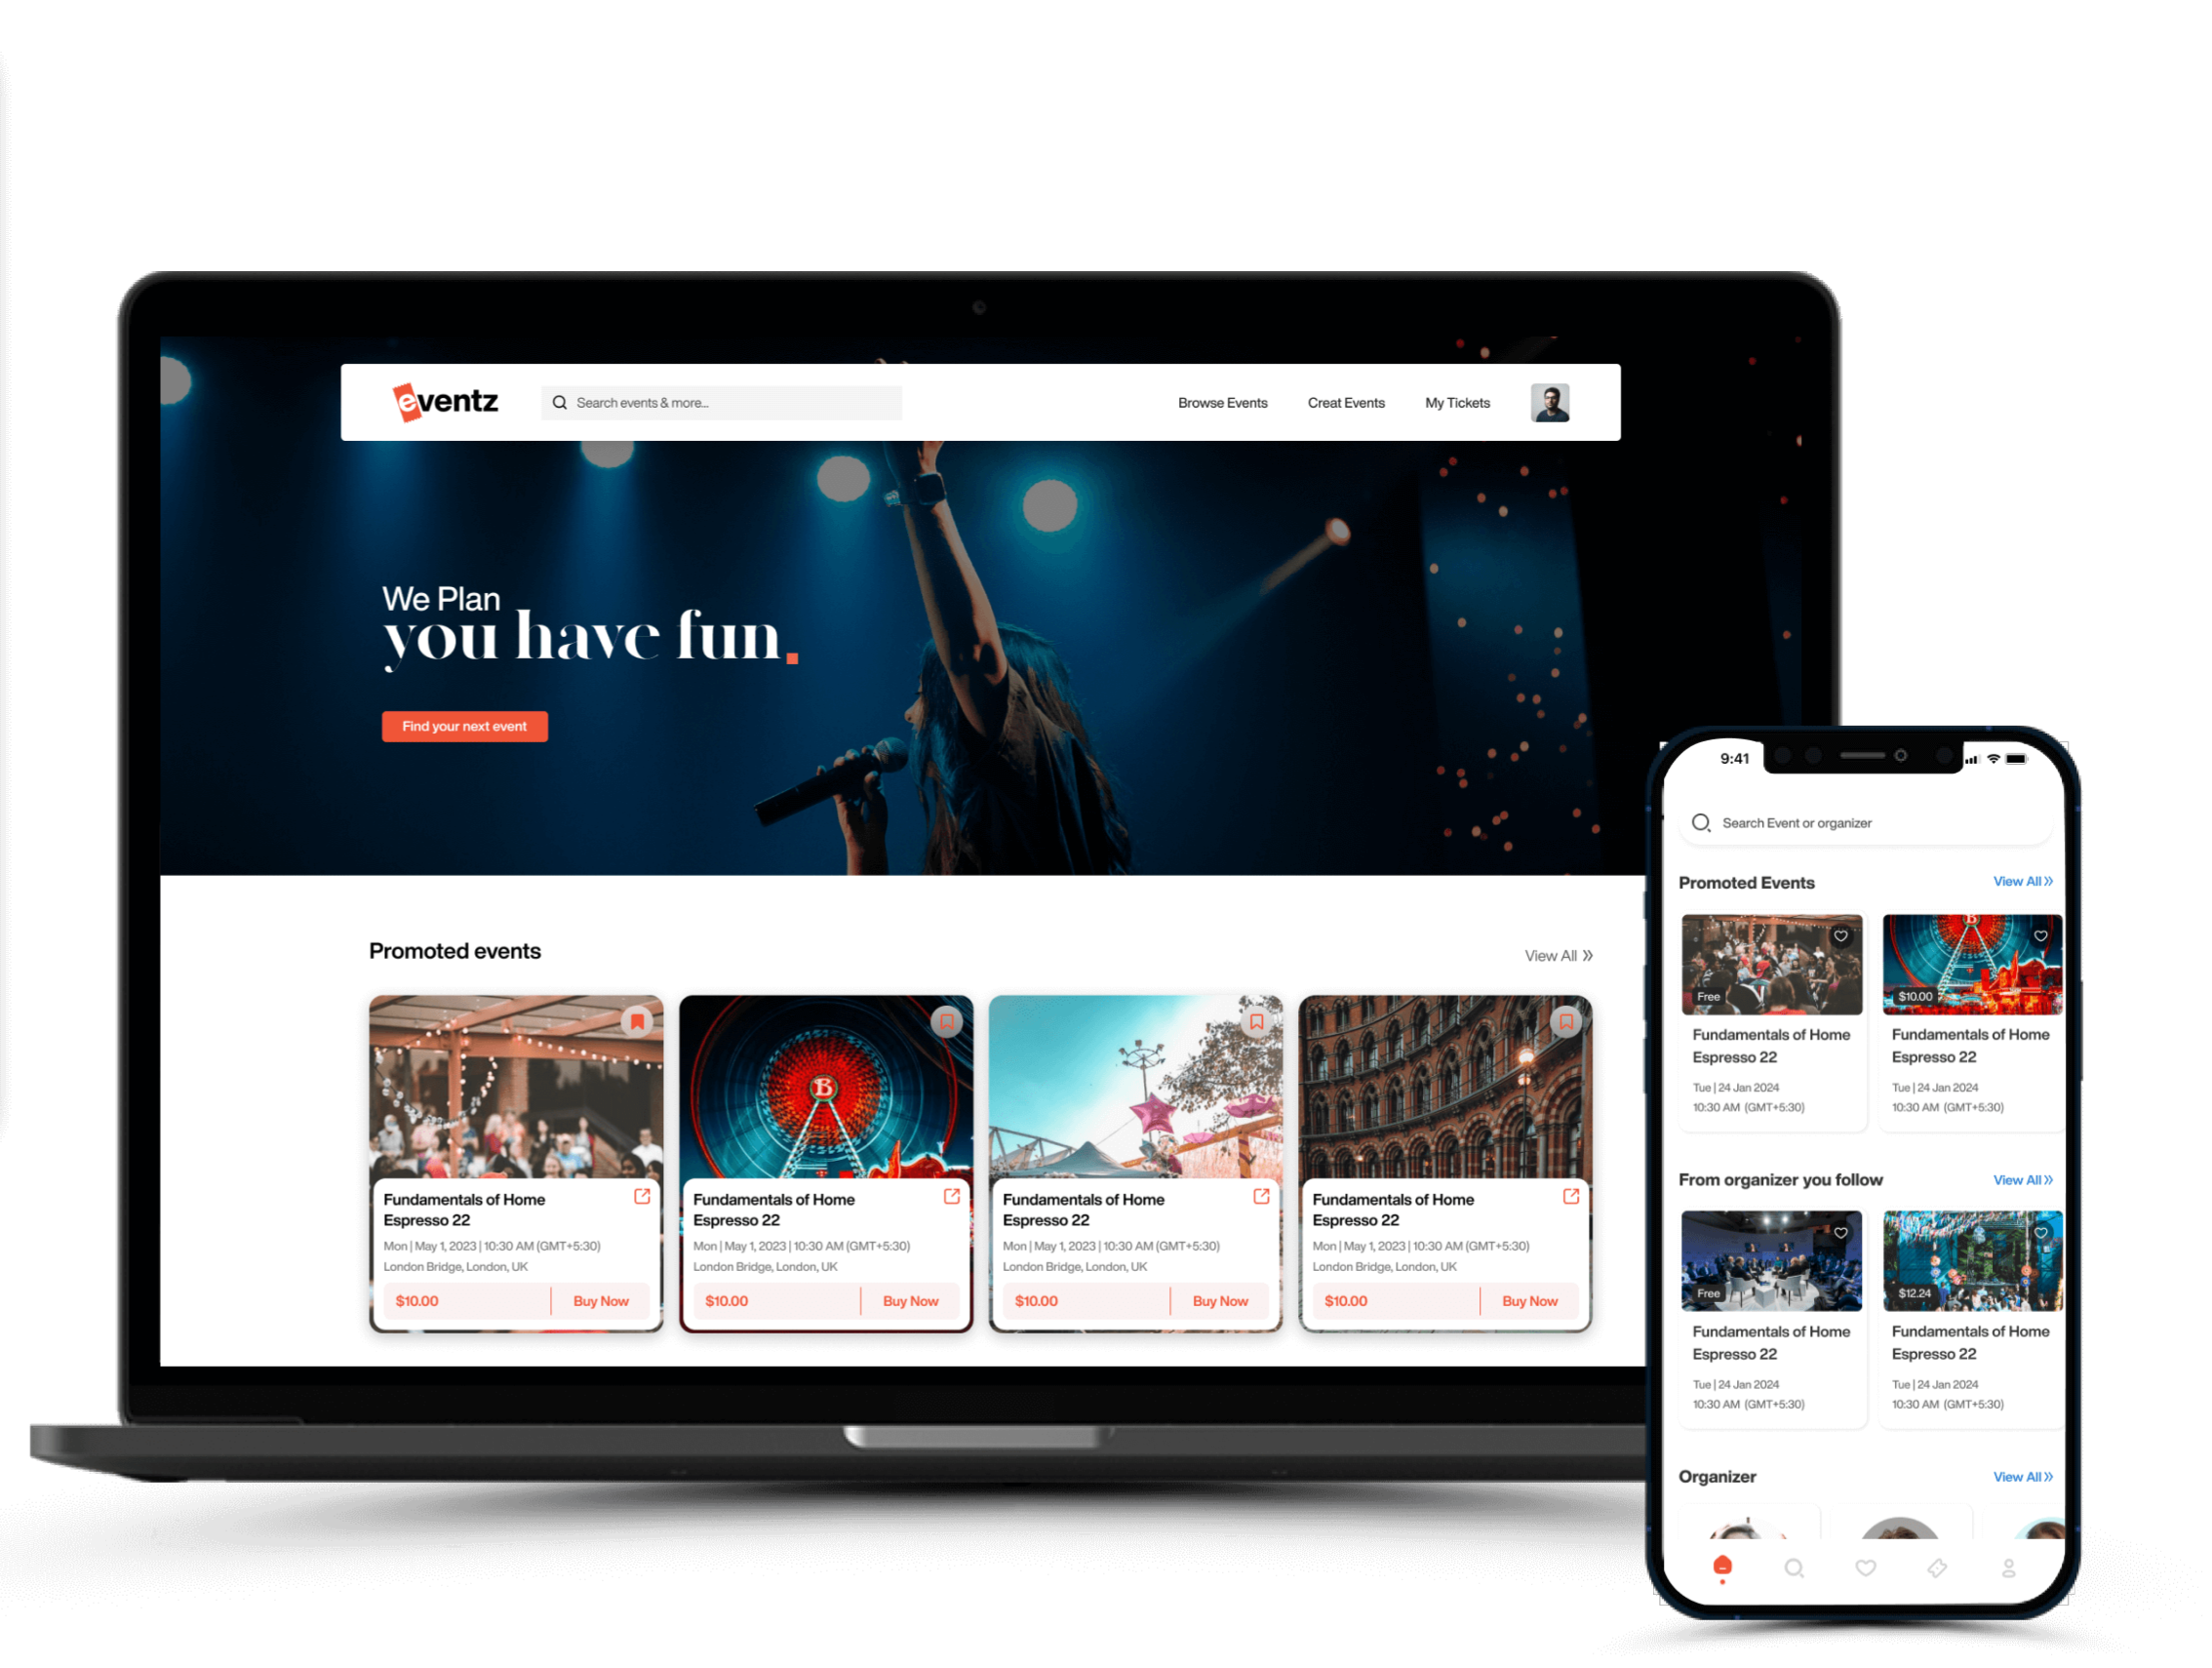 eventz
Search events & more...
Browse Events
Creat Events
My Tickets
We Plan
you have fun.
Find your next event
Promoted events
View All »
B
Fundamentals of Home
Espresso 22
Mon | May 1, 2023 | 10:30 AM (GMT+5:30)
London Bridge, London, UK
$10.00
Buy Now
Fundamentals of Home
Espresso 22
Mon | May 1, 2023 | 10:30 AM (GMT+5:30)
London Bridge, London, UK
$10.00
Buy Now
Fundamentals of Home
Espresso 22
Mon | May 1, 2023 | 10:30 AM (GMT+5:30)
London Bridge, London, UK
$10.00
Buy Now
Fundamentals of Home
Espresso 22
Mon | May 1, 2023 | 10:30 AM (GMT+5:30)
London Bridge, London, UK
$10.00
Buy Now
9:41
Search Event or organizer
Promoted Events
View All »
B
Free
$10.00
Fundamentals of Home
Espresso 22
Tue | 24 Jan 2024
10:30 AM (GMT+5:30)
Fundamentals of Home
Espresso 22
Tue | 24 Jan 2024
10:30 AM (GMT+5:30)
From organizer you follow
View All »
Free
$12.24
Fundamentals of Home
Espresso 22
Tue | 24 Jan 2024
10:30 AM (GMT+5:30)
Fundamentals of Home
Espresso 22
Tue | 24 Jan 2024
10:30 AM (GMT+5:30)
Organizer
View All »